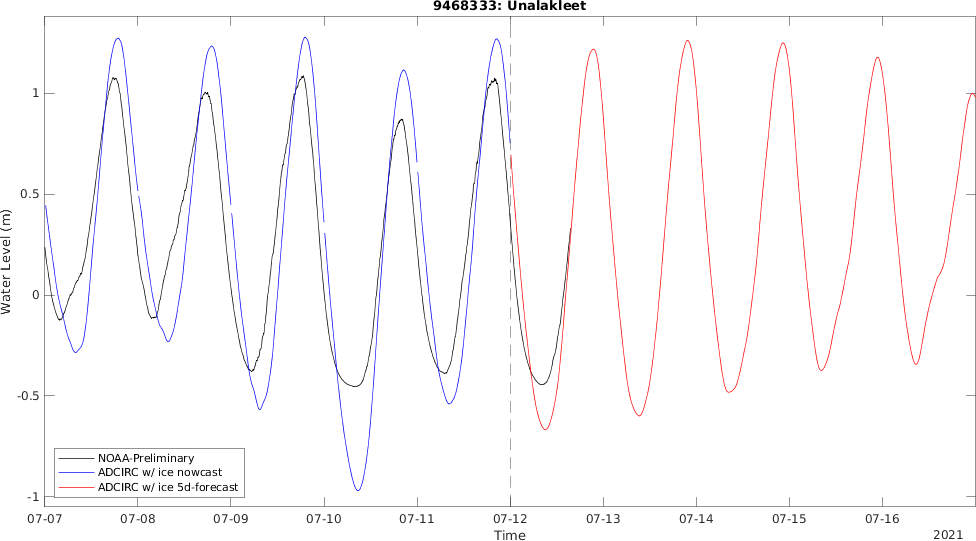 9468333: Unalakleet
Water Level (m)
1
0.5
0
-0.5
-1
NOAA-Preliminary
ADCIRC w/ ice nowcast
ADCIRC w/ ice 5d-forecast
07-07 07-08 07-09 07-10 07-11 07-12 07-13 07-14 07-15 07-16
Time
2021